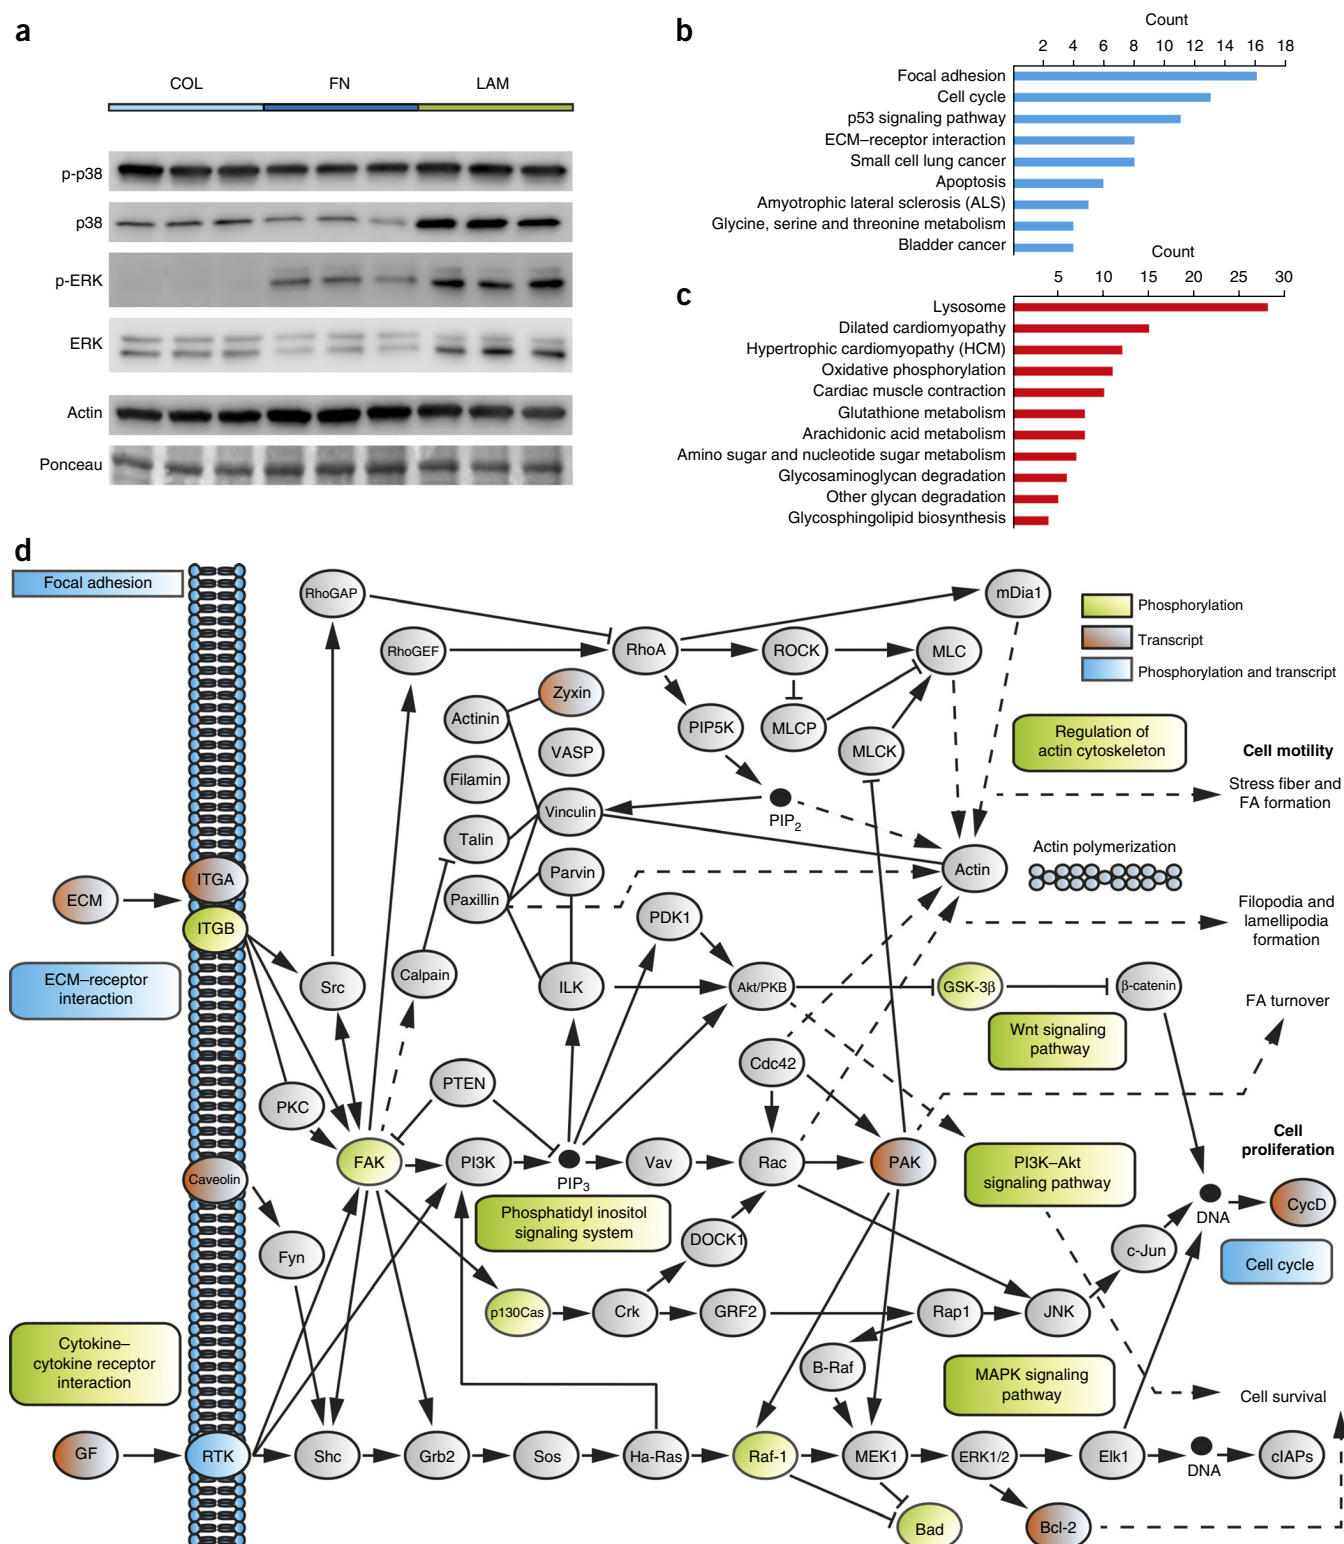 a
COL
FN
LAM
p-p38
p38
p-ERK
ERK
Actin
Ponceau
b
Count
2 4 6 8 10 12 14 16 18
Focal adhesion
Cell cycle
p53 signaling pathway
ECM–receptor interaction
Small cell lung cancer
Apoptosis
Amyotrophic lateral sclerosis (ALS)
Glycine, serine and threonine metabolism
Bladder cancer
c
Count
5 10 15 20 25 30
Lysosome
Dilated cardiomyopathy
Hypertrophic cardiomyopathy (HCM)
Oxidative phosphorylation
Cardiac muscle contraction
Glutathione metabolism
Arachidonic acid metabolism
Amino sugar and nucleotide sugar metabolism
Glycosaminoglycan degradation
Other glycan degradation
Glycosphingolipid biosynthesis
d
Focal adhesion
RhoGAP
mDia1
Phosphorylation
Transcript
Phosphorylation and transcript
RhoGEF
RhoA
ROCK
MLC
Zyxin
Actinin
PIP5K
MLCP
MLCK
VASP
Regulation of
actin cytoskeleton
Cell motility
Stress fiber and
FA formation
Filamin
Vinculin
PIP2
Talin
Actin polymerization
Parvin
Actin
ITGA
ECM
Paxillin
PDK1
ITGB
Filopodia and
lamellipodia
formation
ECM–receptor
interaction
Src
Calpain
ILK
Akt/PKB
GSK-3β
β-catenin
FA turnover
Wnt signaling
pathway
Cdc42
PTEN
PKC
Cell
proliferation
FAK
PI3K
PIP3
Vav
Rac
PAK
PI3K–Akt
signaling pathway
Caveolin
DNA
CycD
Phosphatidyl inositol
signaling system
DOCK1
c-Jun
Fyn
Cell cycle
p130Cas
Crk
GRF2
Rap1
JNK
Cytokine–
cytokine receptor
interaction
B-Raf
MAPK signaling
pathway
Cell survival
GF
RTK
Shc
Grb2
Sos
Ha-Ras
Raf-1
MEK1
ERK1/2
Elk1
DNA
cIAPs
Bad
Bcl-2